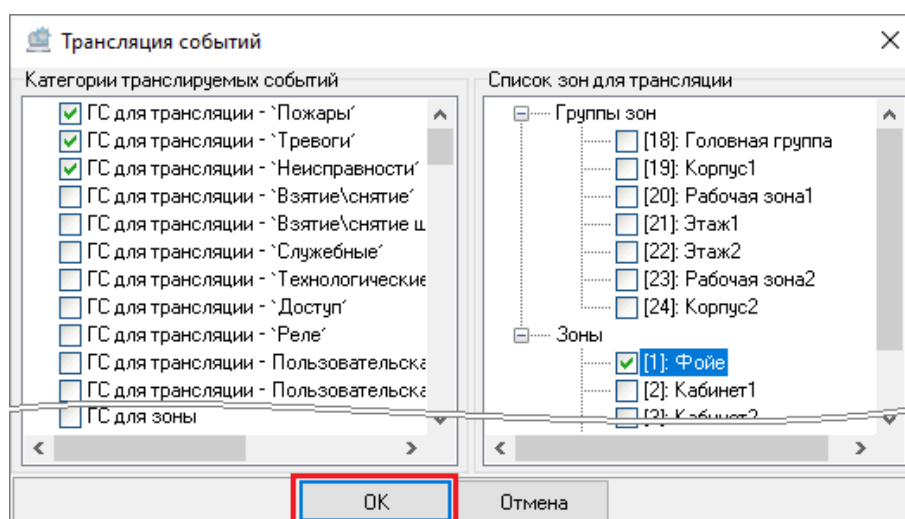 Трансляция событий
Категории транслируемых событий
ГС для трансляции - `Пожары´
ГС для трансляции - `Тревоги´
ГС для трансляции - `Неисправности´
ГС для трансляции - `Взятие\снятие´
ГС для трансляции - `Взятие\снятие ш
ГС для трансляции - `Служебные´
ГС для трансляции - `Технологические
ГС для трансляции - `Доступ´
ГС для трансляции - `Реле´
ГС для трансляции - Пользовательска
ГС для трансляции - Пользовательска
ГС для зоны
Список зон для трансляции
Группы зон
[18]: Головная группа
[19]: Корпус1
[20]: Рабочая зона1
[21]: Этаж1
[22]: Этаж2
[23]: Рабочая зона2
[24]: Корпус2
Зоны
[1]: Фойе
[2]: Кабинет1
[3]: Кабинет2
OK
Отмена